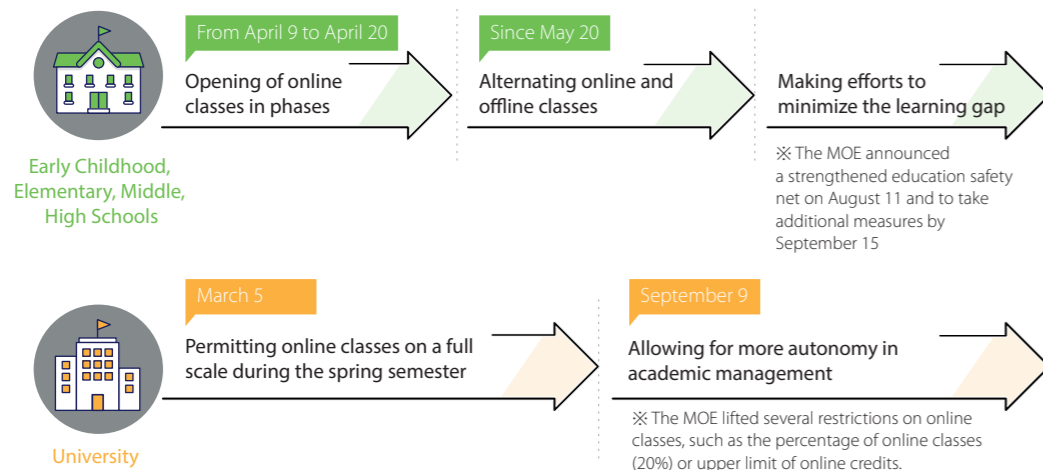 From April 9 to April 20
Opening of online
classes in phases
Since May 20
Alternating online and
offline classes
Making efforts to
minimize the learning gap
※ The MOE announced
a strengthened education safety
net on August 11 and to take
additional measures by
September 15
Early Childhood,
Elementary, Middle,
High Schools
March 5
Permitting online classes on a full
scale during the spring semester
September 9
Allowing for more autonomy in
academic management
※ The MOE lifted several restrictions on online
classes, such as the percentage of online classes
(20%) or upper limit of online credits.
University